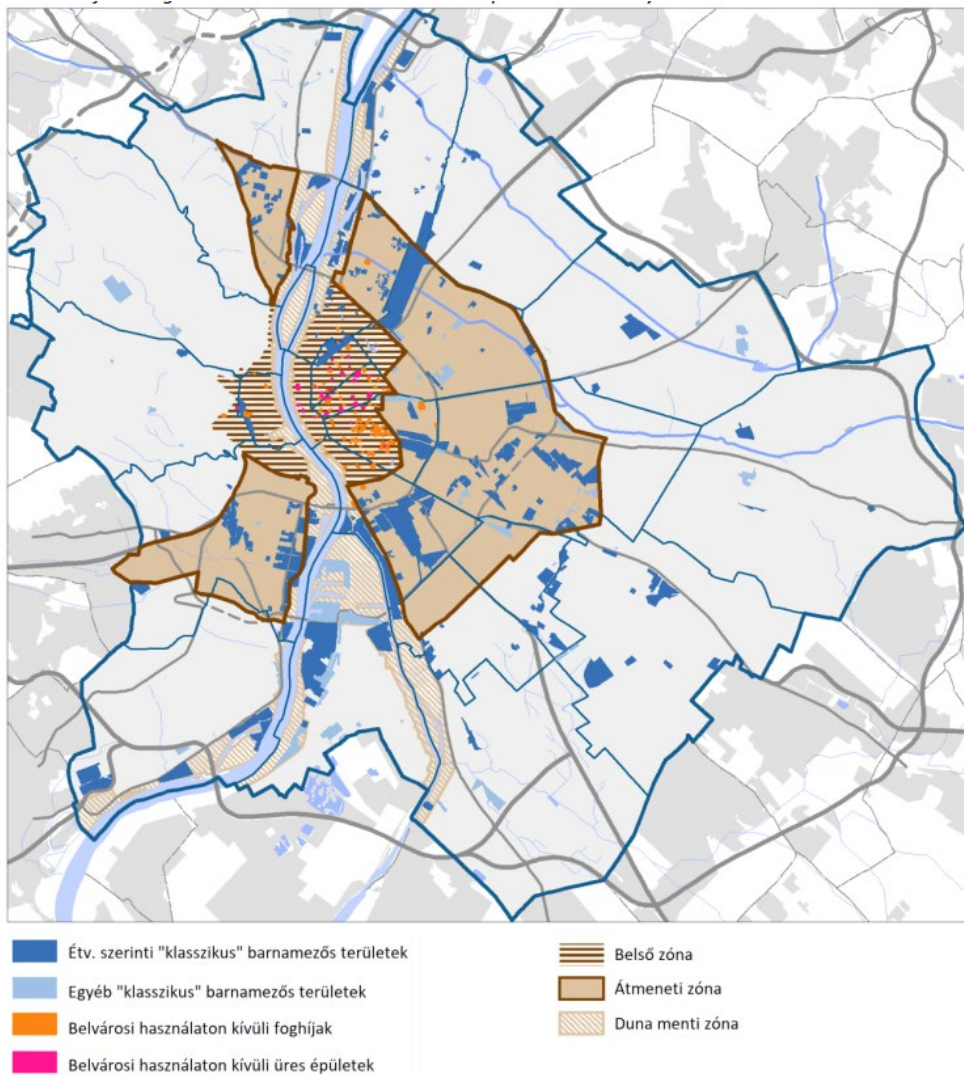 Étv. szerinti "klasszikus" barnamezős területek
Egyéb "klasszikus" barnamezős területek
Belvárosi használaton kívüli foghíjak
Belvárosi használaton kívüli üres épületek
Belső zóna
Átmeneti zóna
Duna menti zóna